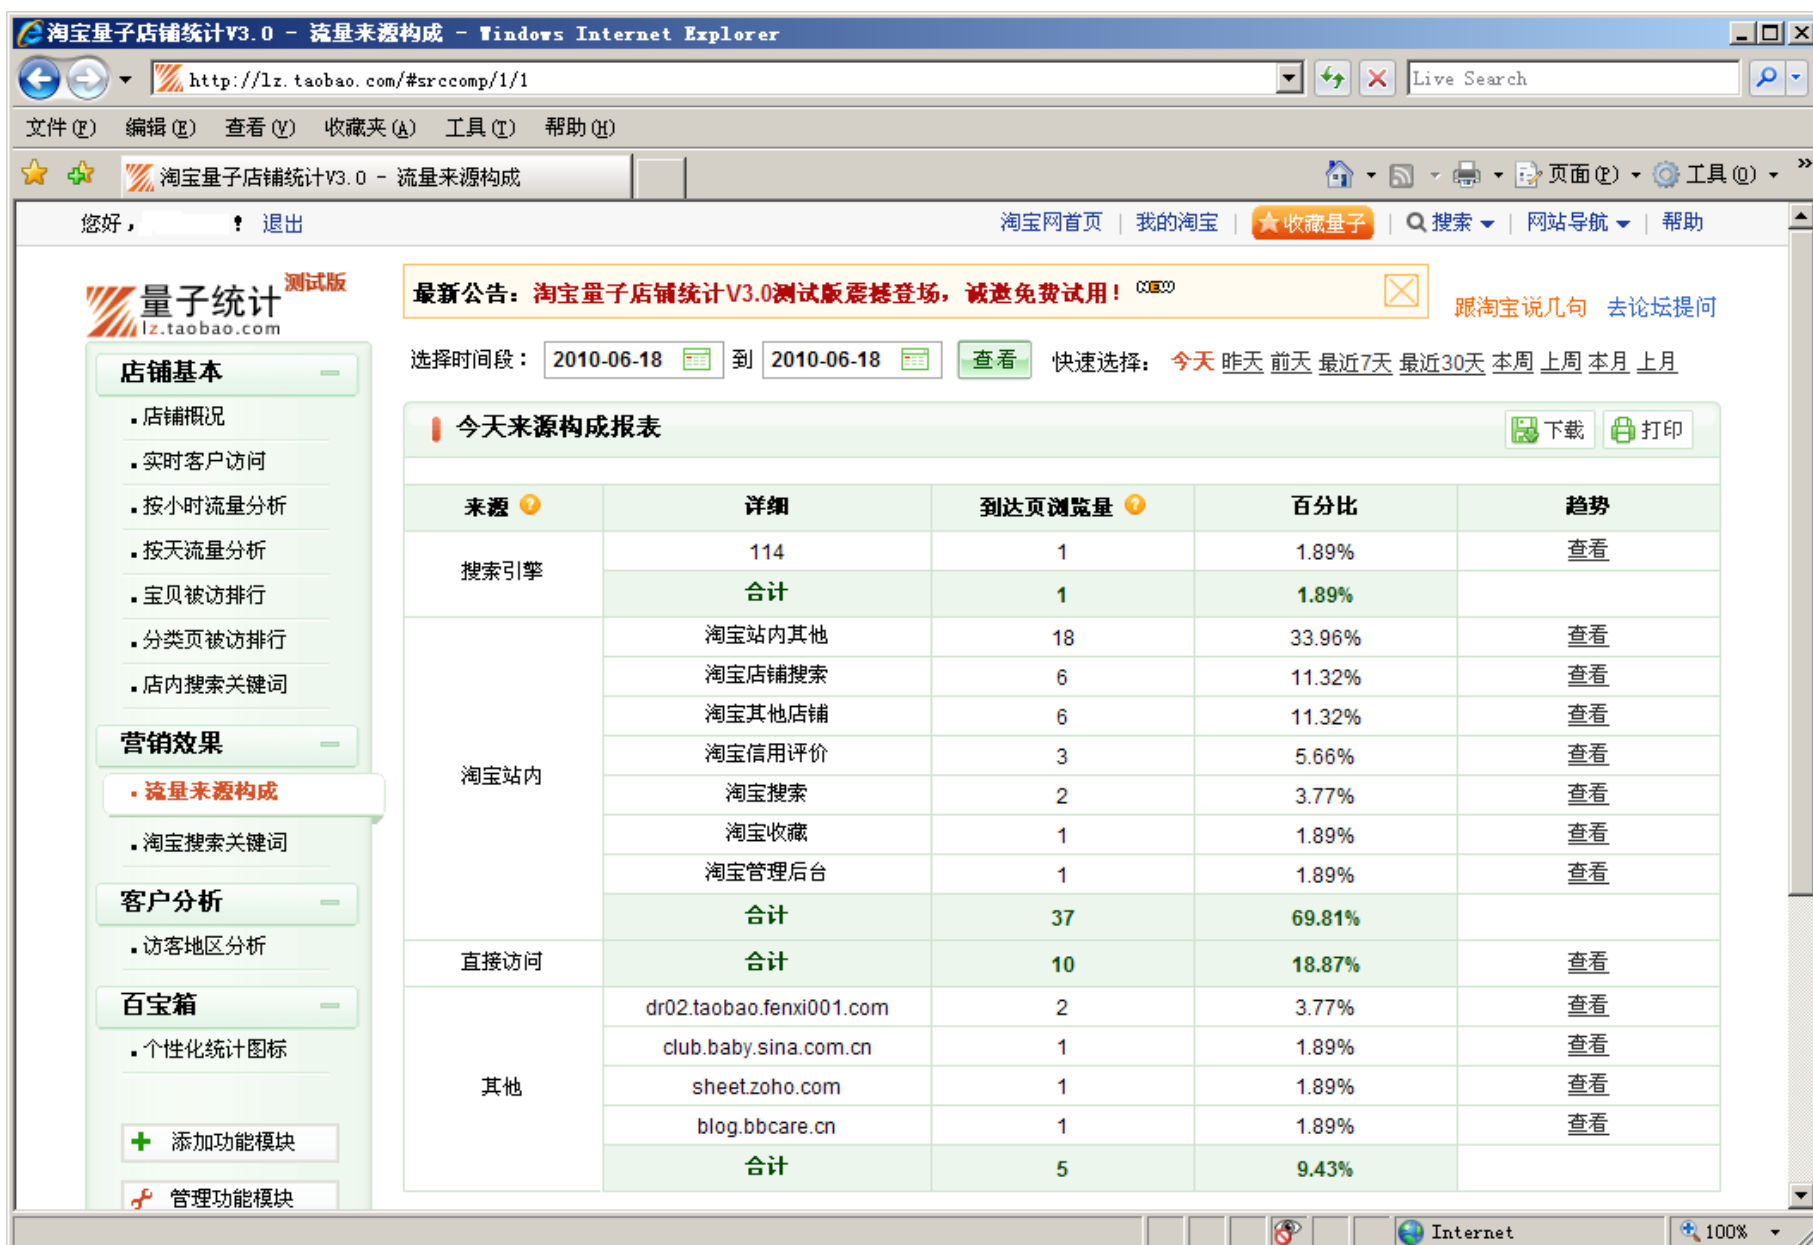 淘宝量子店铺统计V3.0 - 流量来源构成 - Windows Internet Explorer
http://lz.taobao.com/#srccomp/1/1
Live Search
文件(F) 编辑(E) 查看(V) 收藏夹(A) 工具(T) 帮助(H)
淘宝量子店铺统计V3.0 - 流量来源构成
页面(P) 工具(O) »
您好， ！ 退出 淘宝网首页 | 我的淘宝 | 收藏量子 | 搜索 | 网站导航 | 帮助
量子统计 测试版
lz.taobao.com
最新公告：淘宝量子店铺统计V3.0测试版震撼登场，诚邀免费试用！ NEW
跟淘宝说几句 去论坛提问
选择时间段： 2010-06-18 到 2010-06-18 查看 快速选择： 今天 昨天 前天 最近7天 最近30天 本周 上周 本月 上月
店铺基本
店铺概况
实时客户访问
按小时流量分析
按天流量分析
宝贝被访排行
分类页被访排行
店内搜索关键词
营销效果
流量来源构成
淘宝搜索关键词
客户分析
访客地区分析
百宝箱
个性化统计图标
添加功能模块
管理功能模块
今天来源构成报表 下载 打印
来源 详细 到达页浏览量 百分比 趋势
搜索引擎
114 1 1.89% 查看
合计 1 1.89%
淘宝站内
淘宝站内其他 18 33.96% 查看
淘宝店铺搜索 6 11.32% 查看
淘宝其他店铺 6 11.32% 查看
淘宝信用评价 3 5.66% 查看
淘宝搜索 2 3.77% 查看
淘宝收藏 1 1.89% 查看
淘宝管理后台 1 1.89% 查看
合计 37 69.81%
直接访问 合计 10 18.87% 查看
其他
dr02.taobao.fenxi001.com 2 3.77% 查看
club.baby.sina.com.cn 1 1.89% 查看
sheet.zoho.com 1 1.89% 查看
blog.bbcare.cn 1 1.89% 查看
合计 5 9.43%
Internet 100%